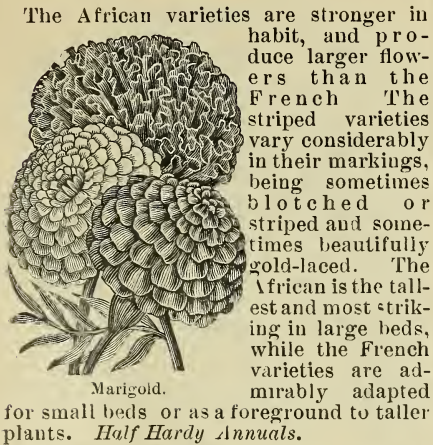 The African varieties are stronger in
habit, and pro-
duce larger flow-
ers than the
French The
striped varieties
vary considerably
in their markings,
being sometimes
blotched or
striped and some-
times beautifully
gold-laced. The
African is the tall-
est and most strik-
ing in large beds,
while the French
varieties are ad-
mirably adapted
Marigold.
for small beds or as a foreground to taller
plants. Half Hardy Annuals.